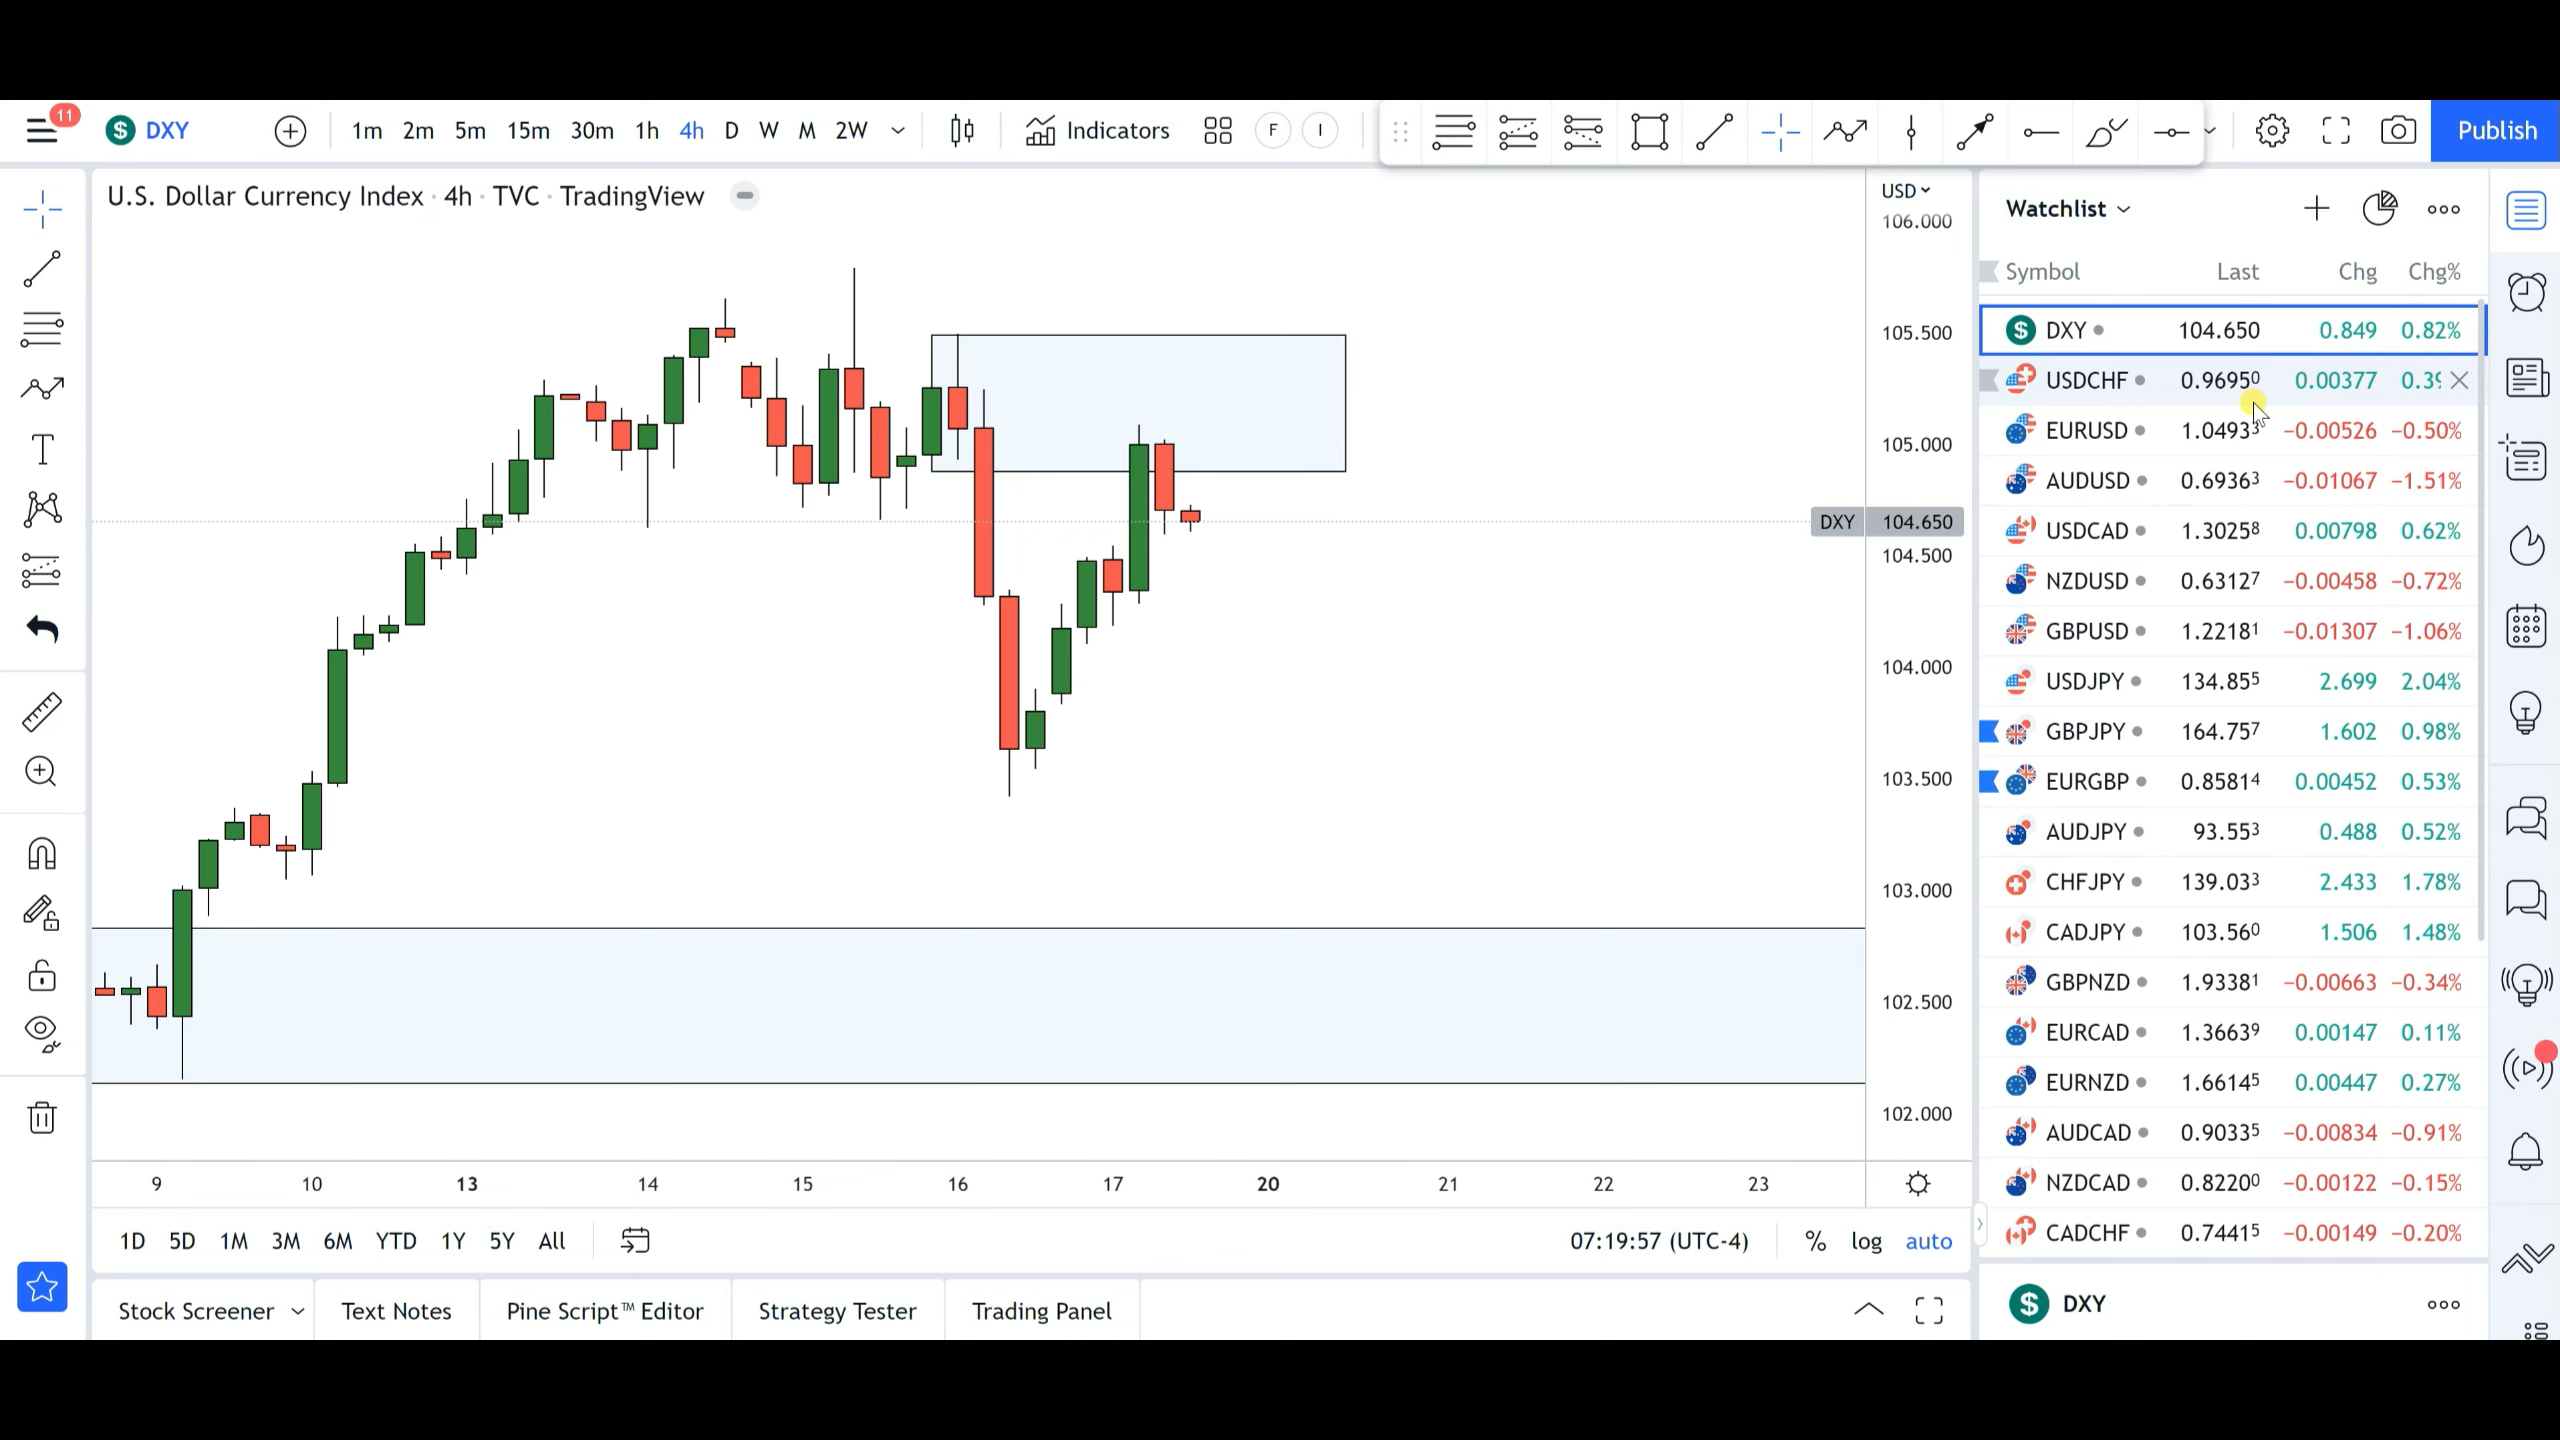 11
DXY 1m 2m 5m 15m 30m 1h 4h D W M 2W Indicators F I Publish
U.S. Dollar Currency Index · 4h · TVC · TradingView
USD
106.000
105.500
105.000
DXY 104.650
104.500
104.000
103.500
103.000
102.500
102.000
9 10 13 14 15 16 17 20 21 22 23
1D 5D 1M 3M 6M YTD 1Y 5Y All 07:19:57 (UTC-4) % log auto
Stock Screener Text Notes Pine Script™ Editor Strategy Tester Trading Panel
Watchlist
Symbol Last Chg Chg%
DXY 104.650 0.849 0.82%
USDCHF 0.96950 0.00377
EURUSD 1.04933 −0.00526 −0.50%
AUDUSD 0.69363 −0.01067 −1.51%
USDCAD 1.30258 0.00798 0.62%
NZDUSD 0.63127 −0.00458 −0.72%
GBPUSD 1.22181 −0.01307 −1.06%
USDJPY 134.855 2.699 2.04%
GBPJPY 164.757 1.602 0.98%
EURGBP 0.85814 0.00452 0.53%
AUDJPY 93.553 0.488 0.52%
CHFJPY 139.033 2.433 1.78%
CADJPY 103.560 1.506 1.48%
GBPNZD 1.93381 −0.00663 −0.34%
EURCAD 1.36639 0.00147 0.11%
EURNZD 1.66145 0.00447 0.27%
AUDCAD 0.90335 −0.00834 −0.91%
NZDCAD 0.82200 −0.00122 −0.15%
CADCHF 0.74415 −0.00149 −0.20%
DXY